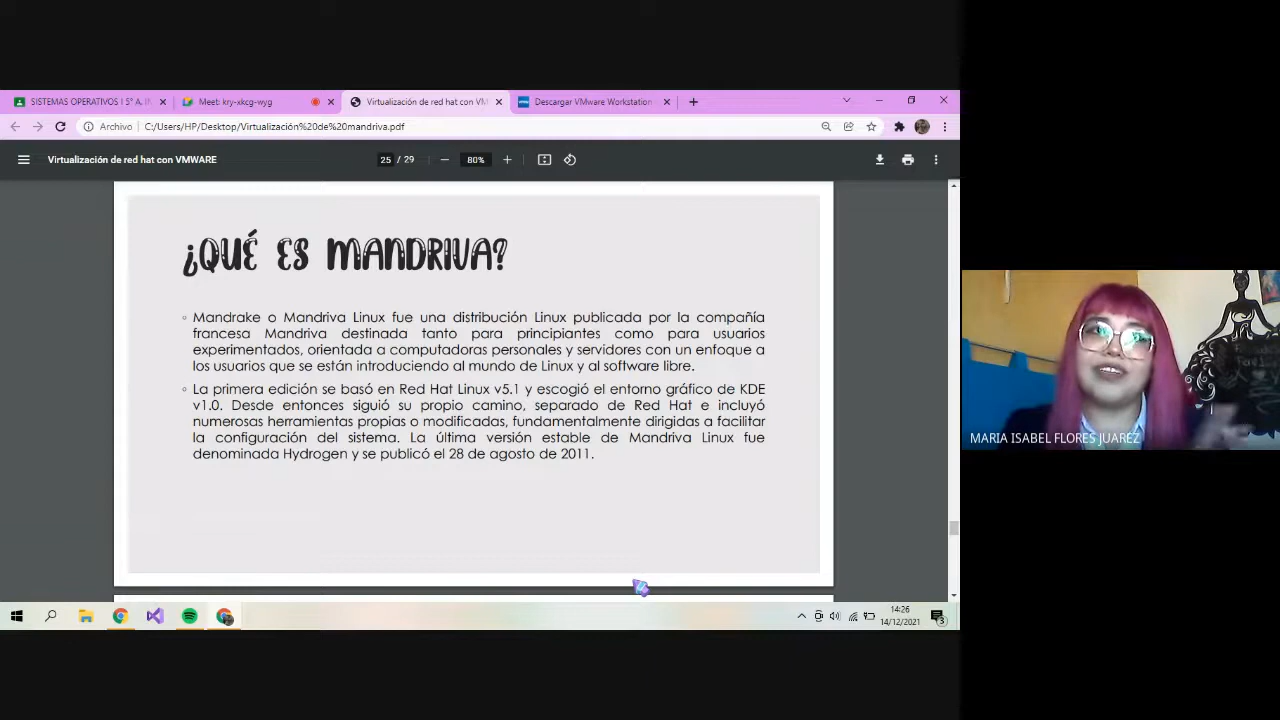 SISTEMAS OPERATIVOS I 5° A, IN
Meet: kry-xkcg-wyg
Virtualización de red hat con VM
Descargar VMware Workstation
Archivo
C:/Users/HP/Desktop/Virtualización%20de%20mandriva.pdf
Virtualización de red hat con VMWARE
25 / 29
80%
¿QUÉ ES MANDRIVA?
Mandrake o Mandriva Linux fue una distribución Linux publicada por la compañía
francesa Mandriva destinada tanto para principiantes como para usuarios
experimentados, orientada a computadoras personales y servidores con un enfoque a
los usuarios que se están introduciendo al mundo de Linux y al software libre.
La primera edición se basó en Red Hat Linux v5.1 y escogió el entorno gráfico de KDE
v1.0. Desde entonces siguió su propio camino, separado de Red Hat e incluyó
numerosas herramientas propias o modificadas, fundamentalmente dirigidas a facilitar
la configuración del sistema. La última versión estable de Mandriva Linux fue
denominada Hydrogen y se publicó el 28 de agosto de 2011.
MARIA ISABEL FLORES JUAREZ
14:26
14/12/2021
3